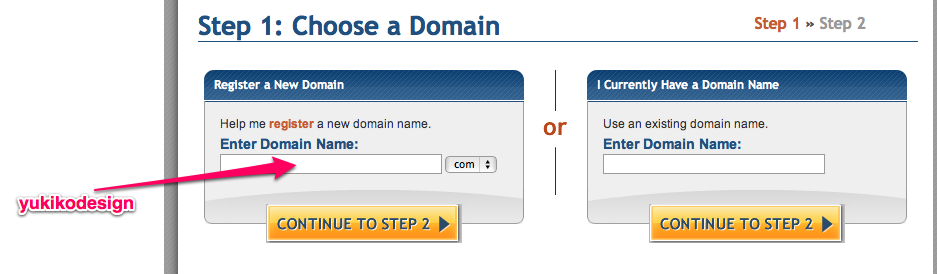 Step 1: Choose a Domain
Step 1 » Step 2
Register a New Domain
Help me register a new domain name.
Enter Domain Name:
com
CONTINUE TO STEP 2
or
I Currently Have a Domain Name
Use an existing domain name.
Enter Domain Name:
CONTINUE TO STEP 2
yukikodesign